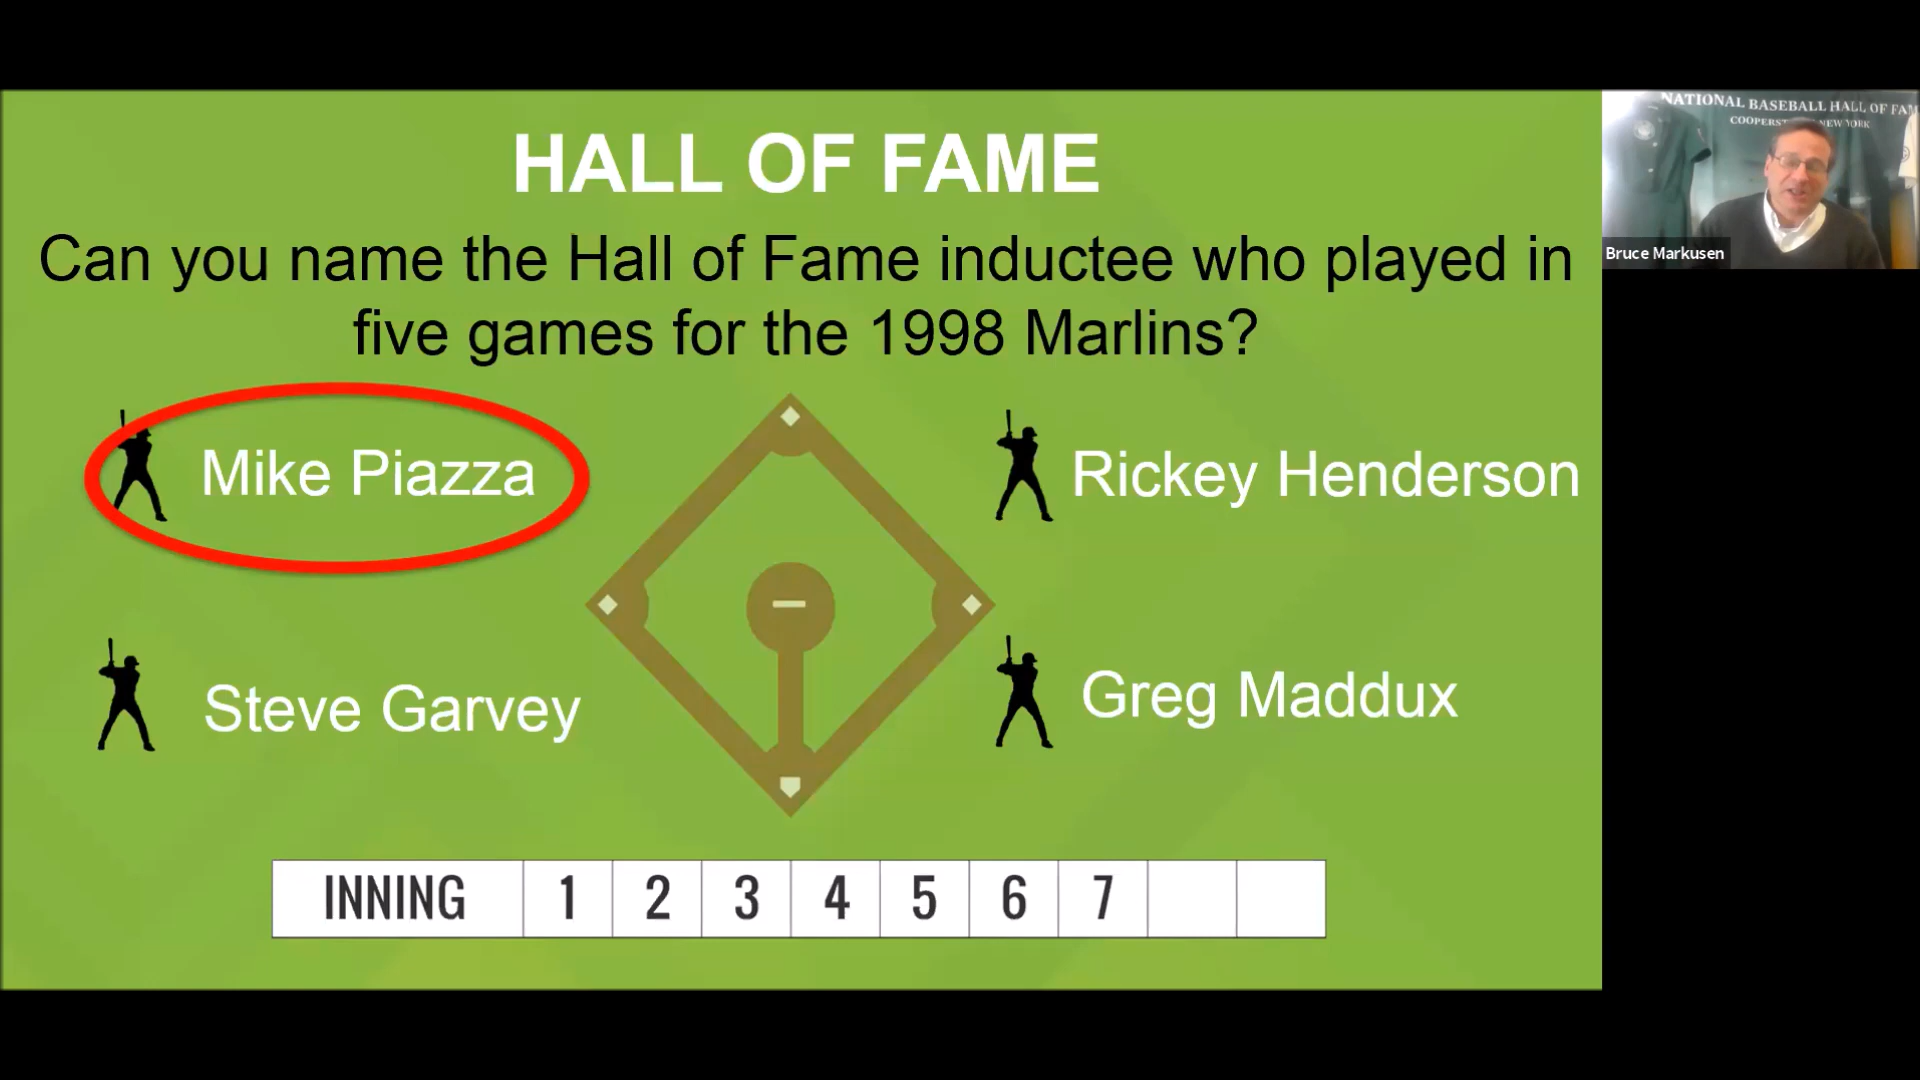 HALL OF FAME
Can you name the Hall of Fame inductee who played in
five games for the 1998 Marlins?
Mike Piazza
Rickey Henderson
Steve Garvey
Greg Maddux
INNING 1 2 3 4 5 6 7
NATIONAL BASEBALL HALL OF FAM
NEW YORK
Bruce Markusen